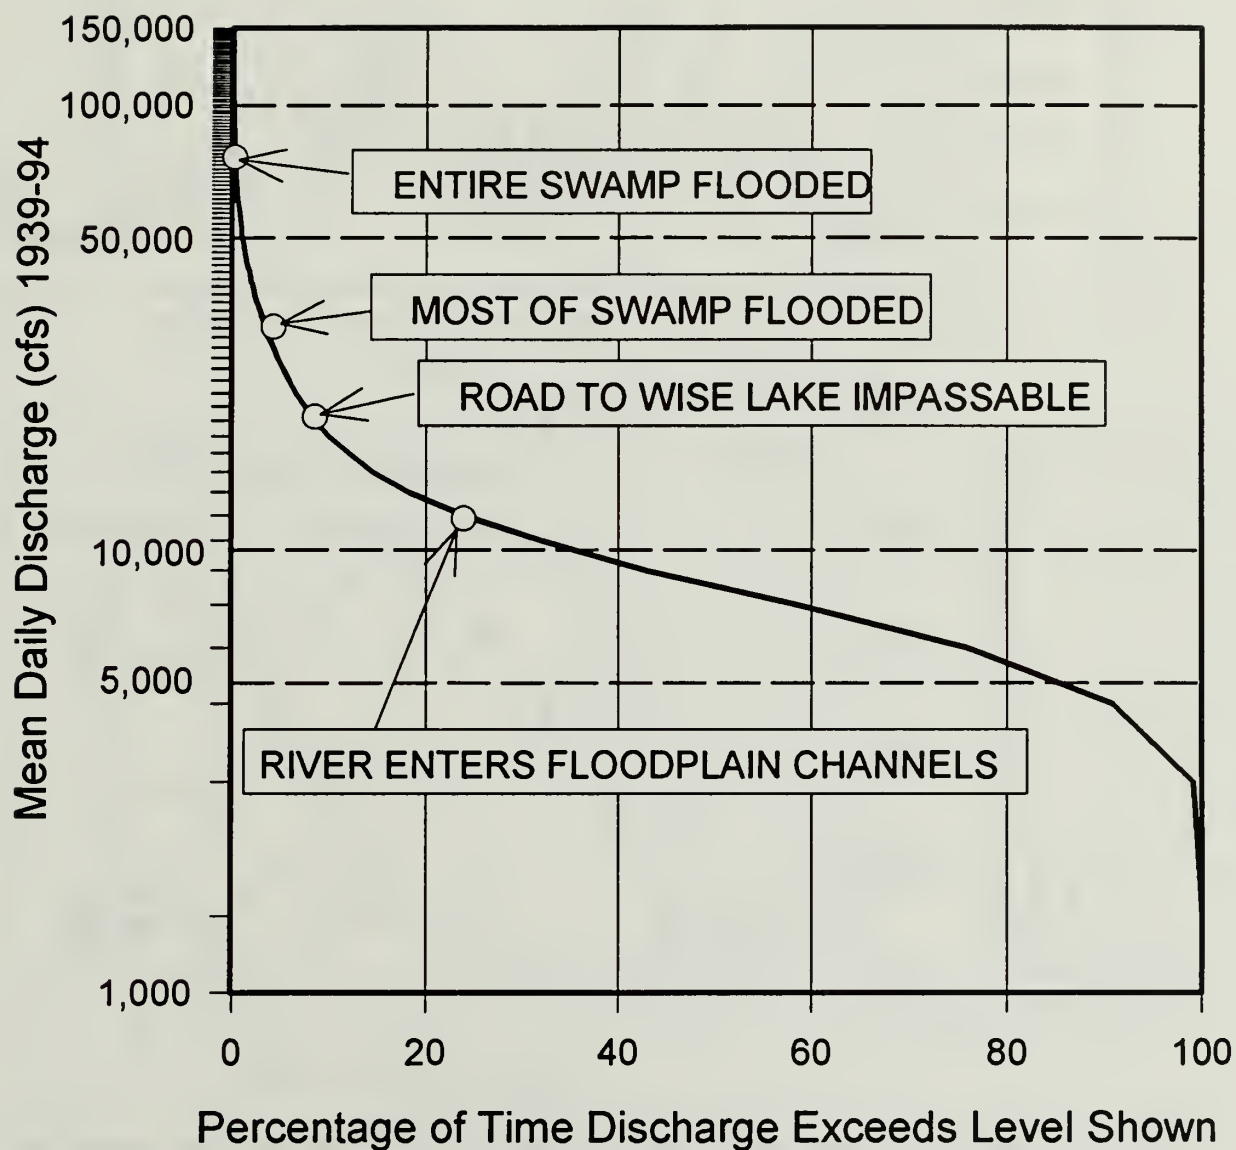 150,000
100,000
50,000
10,000
5,000
1,000
Mean Daily Discharge (cfs) 1939-94
ENTIRE SWAMP FLOODED
MOST OF SWAMP FLOODED
ROAD TO WISE LAKE IMPASSABLE
RIVER ENTERS FLOODPLAIN CHANNELS
0 20 40 60 80 100
Percentage of Time Discharge Exceeds Level Shown